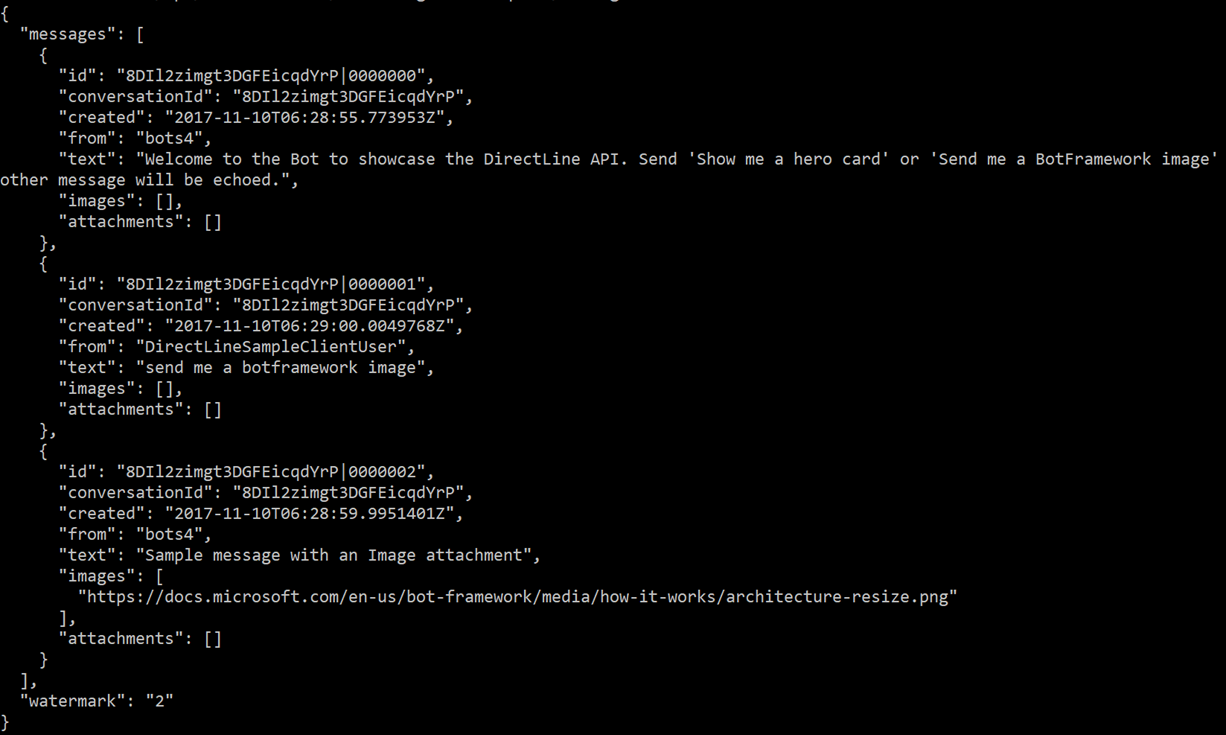 {
  "messages": [
    {
      "id": "8DIl2zimgt3DGFEicqdYrP|0000000",
      "conversationId": "8DIl2zimgt3DGFEicqdYrP",
      "created": "2017-11-10T06:28:55.773953Z",
      "from": "bots4",
      "text": "Welcome to the Bot to showcase the DirectLine API. Send 'Show me a hero card' or 'Send me a BotFramework image'
other message will be echoed.",
      "images": [],
      "attachments": []
    },
    {
      "id": "8DIl2zimgt3DGFEicqdYrP|0000001",
      "conversationId": "8DIl2zimgt3DGFEicqdYrP",
      "created": "2017-11-10T06:29:00.0049768Z",
      "from": "DirectLineSampleClientUser",
      "text": "send me a botframework image",
      "images": [],
      "attachments": []
    },
    {
      "id": "8DIl2zimgt3DGFEicqdYrP|0000002",
      "conversationId": "8DIl2zimgt3DGFEicqdYrP",
      "created": "2017-11-10T06:28:59.9951401Z",
      "from": "bots4",
      "text": "Sample message with an Image attachment",
      "images": [
        "https://docs.microsoft.com/en-us/bot-framework/media/how-it-works/architecture-resize.png"
      ],
      "attachments": []
    }
  ],
  "watermark": "2"
}